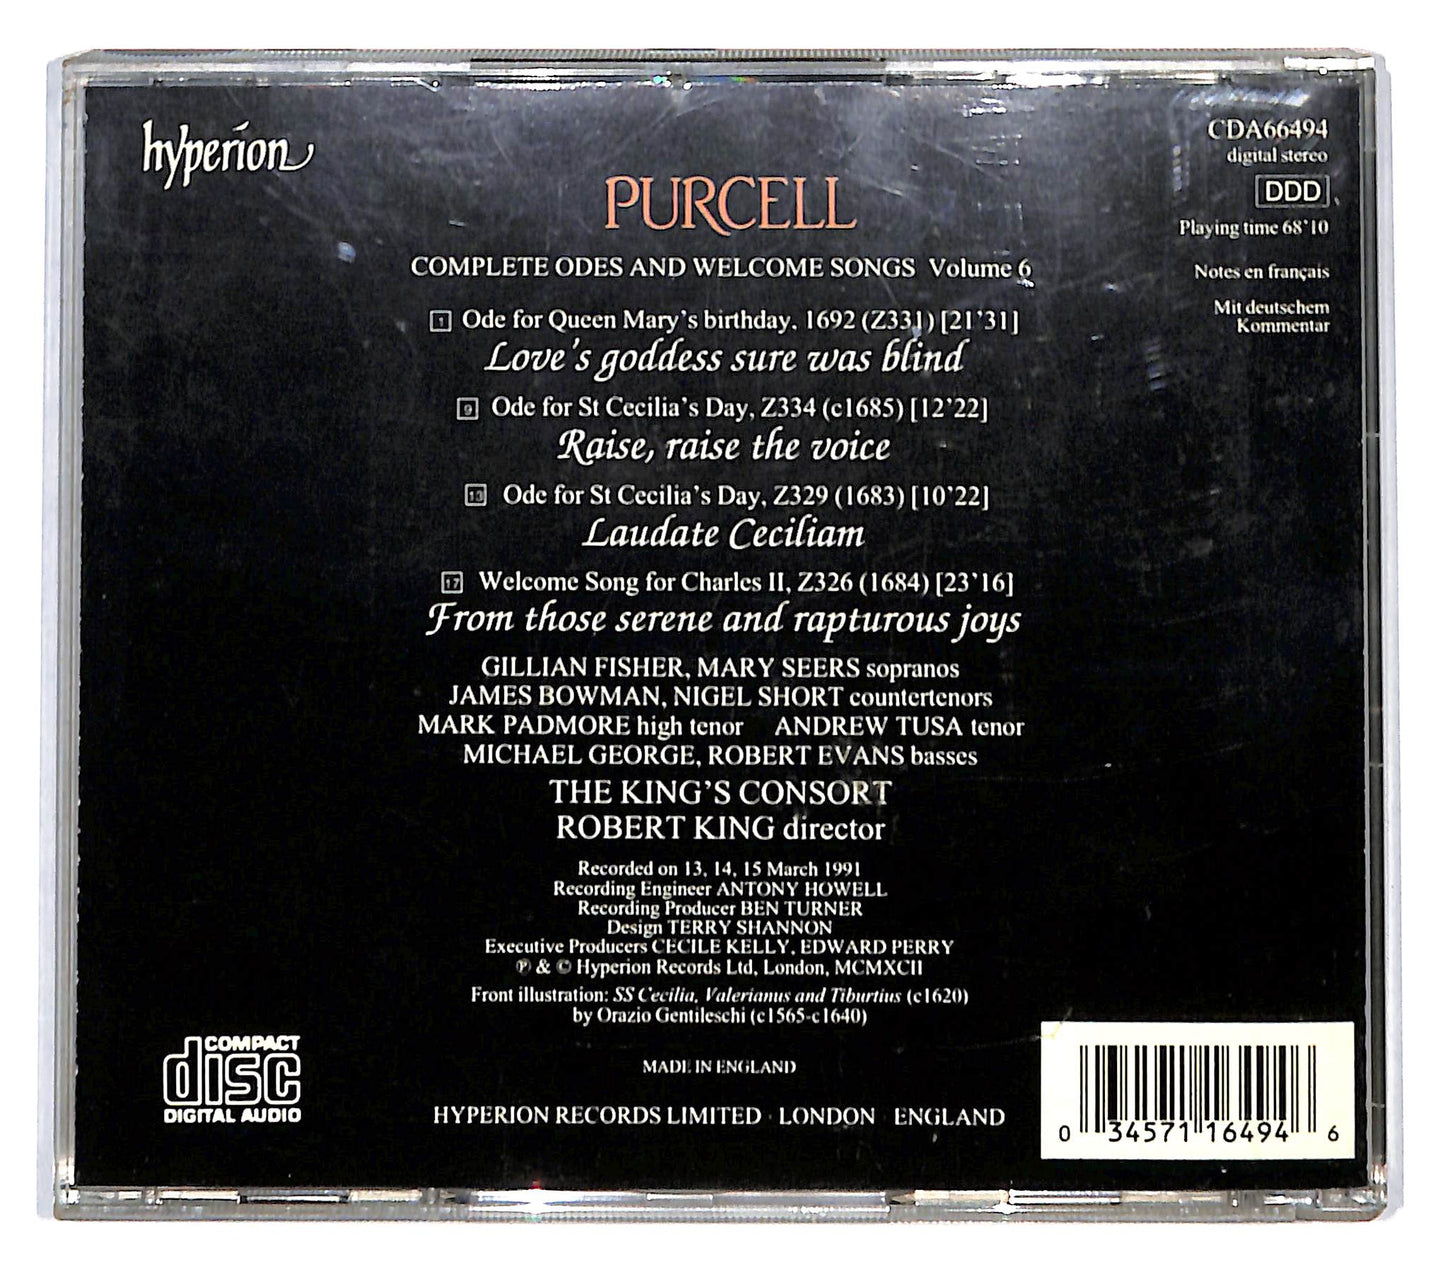 hyperion
CDA66494
digital stereo
DDD
Playing time 68'10
Notes en français
Mit deutschem
Kommentar
PURCELL
COMPLETE ODES AND WELCOME SONGS Volume 6
1 Ode for Queen Mary's birthday, 1692 (Z331) [21'31]
Love's goddess sure was blind
9 Ode for St Cecilia's Day, Z334 (c1685) [12'22]
Raise, raise the voice
13 Ode for St Cecilia's Day, Z329 (1683) [10'22]
Laudate Ceciliam
17 Welcome Song for Charles II, Z326 (1684) [23'16]
From those serene and rapturous joys
GILLIAN FISHER, MARY SEERS sopranos
JAMES BOWMAN, NIGEL SHORT countertenors
MARK PADMORE high tenor ANDREW TUSA tenor
MICHAEL GEORGE, ROBERT EVANS basses
THE KING'S CONSORT
ROBERT KING director
Recorded on 13, 14, 15 March 1991
Recording Engineer ANTONY HOWELL
Recording Producer BEN TURNER
Design TERRY SHANNON
Executive Producers CECILE KELLY, EDWARD PERRY
℗ & © Hyperion Records Ltd, London, MCMXCII
Front illustration: SS Cecilia, Valerianus and Tiburtius (c1620)
by Orazio Gentileschi (c1565-c1640)
MADE IN ENGLAND
HYPERION RECORDS LIMITED · LONDON · ENGLAND
COMPACT
disc
DIGITAL AUDIO
0 34571 16494 6